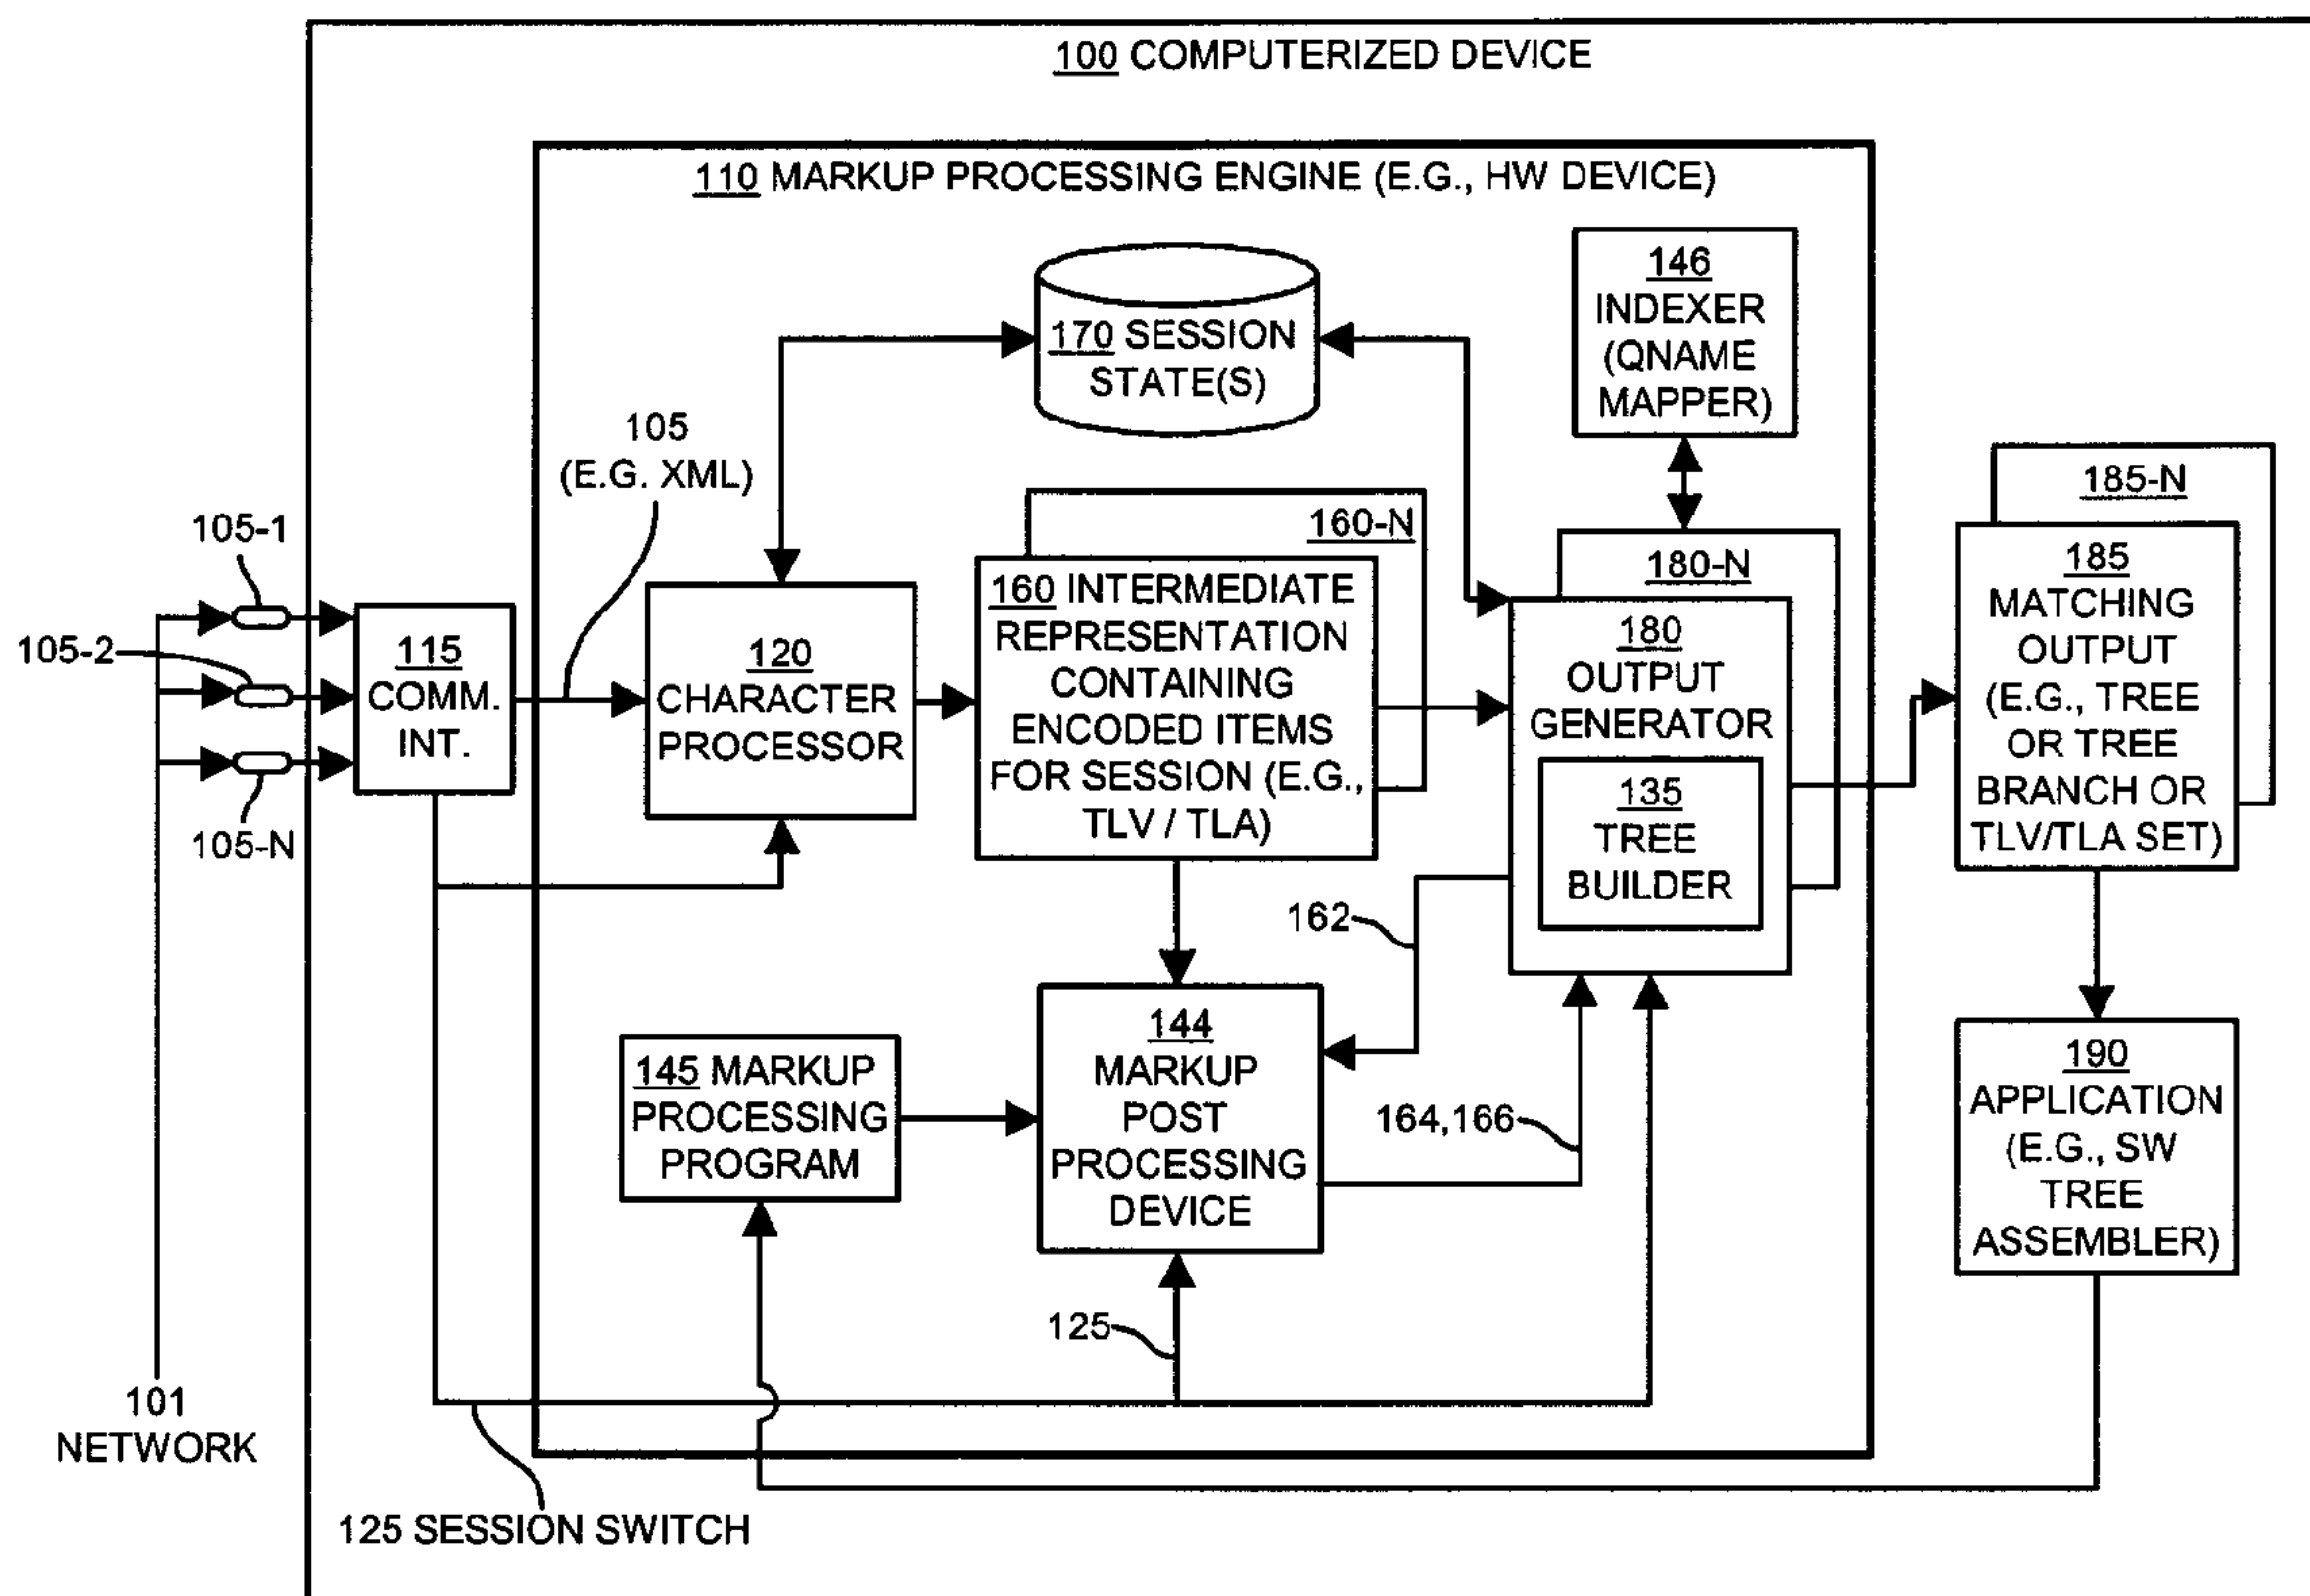 100 COMPUTERIZED DEVICE
110 MARKUP PROCESSING ENGINE (E.G., HW DEVICE)
146
INDEXER
(QNAME
MAPPER)
170 SESSION
STATE(S)
105
(E.G. XML)
105-1
105-2
105-N
115
COMM.
INT.
120
CHARACTER
PROCESSOR
160-N
160 INTERMEDIATE
REPRESENTATION
CONTAINING
ENCODED ITEMS
FOR SESSION (E.G.,
TLV / TLA)
180-N
180
OUTPUT
GENERATOR
135
TREE
BUILDER
185-N
185
MATCHING
OUTPUT
(E.G., TREE
OR TREE
BRANCH OR
TLV/TLA SET)
162
145 MARKUP
PROCESSING
PROGRAM
144
MARKUP
POST
PROCESSING
DEVICE
164,166
190
APPLICATION
(E.G., SW
TREE
ASSEMBLER)
125
101
NETWORK
125 SESSION SWITCH